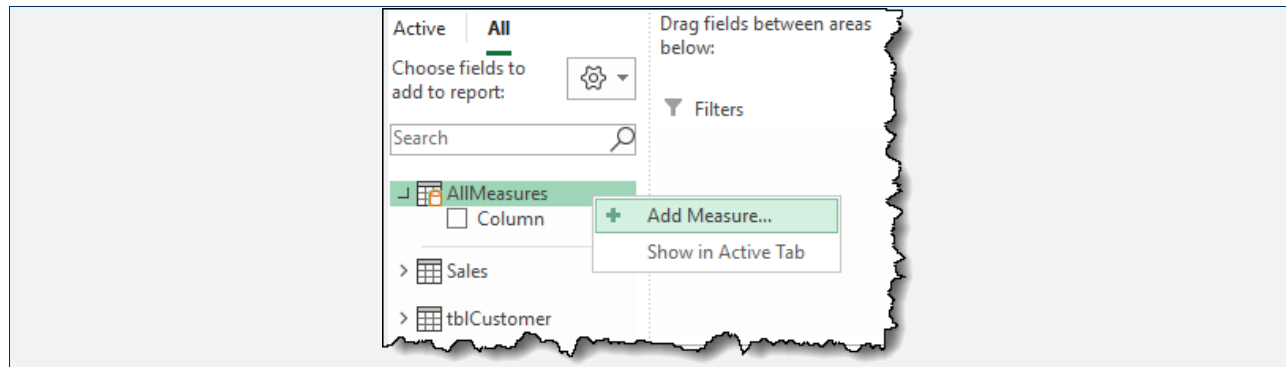 Active All
Choose fields to
add to report:
Search
AllMeasures
Column
Sales
tblCustomer
Drag fields between areas
below:
Filters
Add Measure...
Show in Active Tab